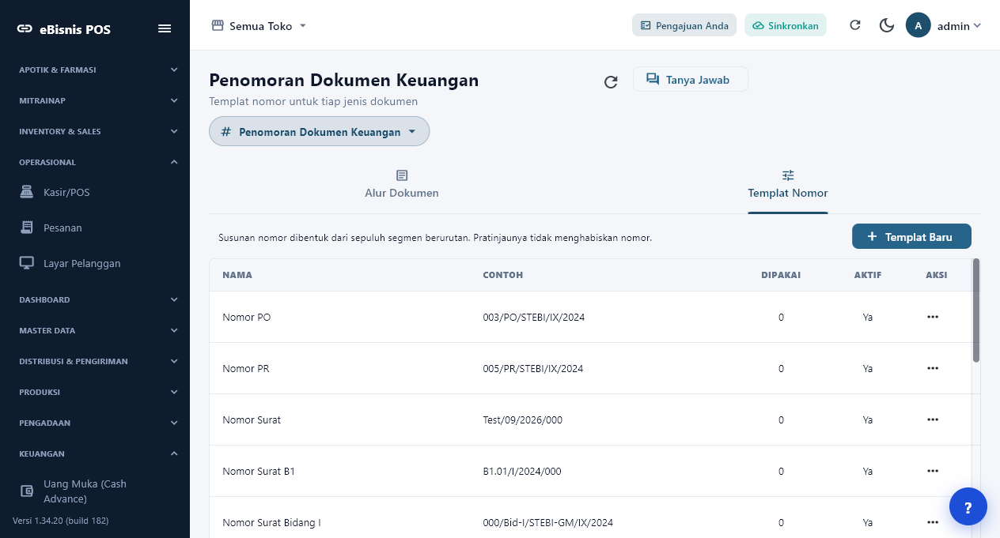 eBisnis POS
Semua Toko
Pengajuan Anda
Sinkronkan
A
admin
APOTIK & FARMASI
MITRAINAP
INVENTORY & SALES
OPERASIONAL
Kasir/POS
Pesanan
Layar Pelanggan
DASHBOARD
MASTER DATA
DISTRIBUSI & PENGIRIMAN
PRODUKSI
PENGADAAN
KEUANGAN
Uang Muka (Cash
Advance)
Versi 1.34.20 (build 182)
Penomoran Dokumen Keuangan
Templat nomor untuk tiap jenis dokumen
Tanya Jawab
# Penomoran Dokumen Keuangan
Alur Dokumen
Templat Nomor
Susunan nomor dibentuk dari sepuluh segmen berurutan. Pratinjaunya tidak menghabiskan nomor.
+ Templat Baru
NAMA CONTOH DIPAKAI AKTIF AKSI
Nomor PO 003/PO/STEBI/IX/2024 0 Ya ...
Nomor PR 005/PR/STEBI/IX/2024 0 Ya ...
Nomor Surat Test/09/2026/000 0 Ya ...
Nomor Surat B1 B1.01/I/2024/000 0 Ya ...
Nomor Surat Bidang I 000/Bid-I/STEBI-GM/IX/2024 0 Ya ...
?